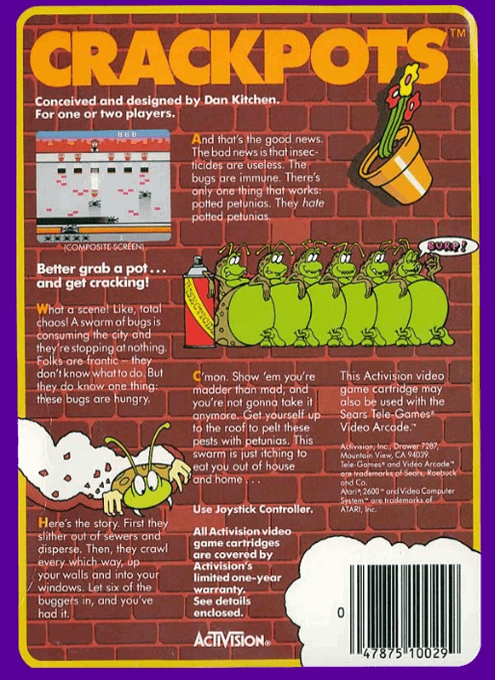 CRACKPOTS™
Conceived and designed by Dan Kitchen.
For one or two players.
868
(COMPOSITE SCREEN)
Better grab a pot...
and get cracking!
What a scene! Like, total
chaos! A swarm of bugs is
consuming the city and
they're stopping at nothing.
Folks are frantic — they
don't know what to do. But
they do know one thing:
these bugs are hungry.
Here's the story. First they
slither out of sewers and
disperse. Then, they crawl
every which way, up
your walls and into your
windows. Let six of the
buggers in, and you've
had it.
And that's the good news.
The bad news is that insec-
ticides are useless. The
bugs are immune. There's
only one thing that works:
potted petunias. They hate
potted petunias.
BURP!
C'mon. Show 'em you're
madder than mad, and
you're not gonna take it
anymore. Get yourself up
to the roof to pelt these
pests with petunias. This
swarm is just itching to
eat you out of house
and home...
Use Joystick Controller.
All Activision video
game cartridges
are covered by
Activision's
limited one-year
warranty.
See details
enclosed.
ACTIVISION®
This Activision video
game cartridge may
also be used with the
Sears Tele-Games®
Video Arcade.™
Activision, Inc., Drawer 7287,
Mountain View, CA 94039.
Tele-Games® and Video Arcade™
are trademarks of Sears, Roebuck
and Co.
Atari®, 2600™ and Video Computer
System™ are trademarks of
ATARI, Inc.
0 47875 10029